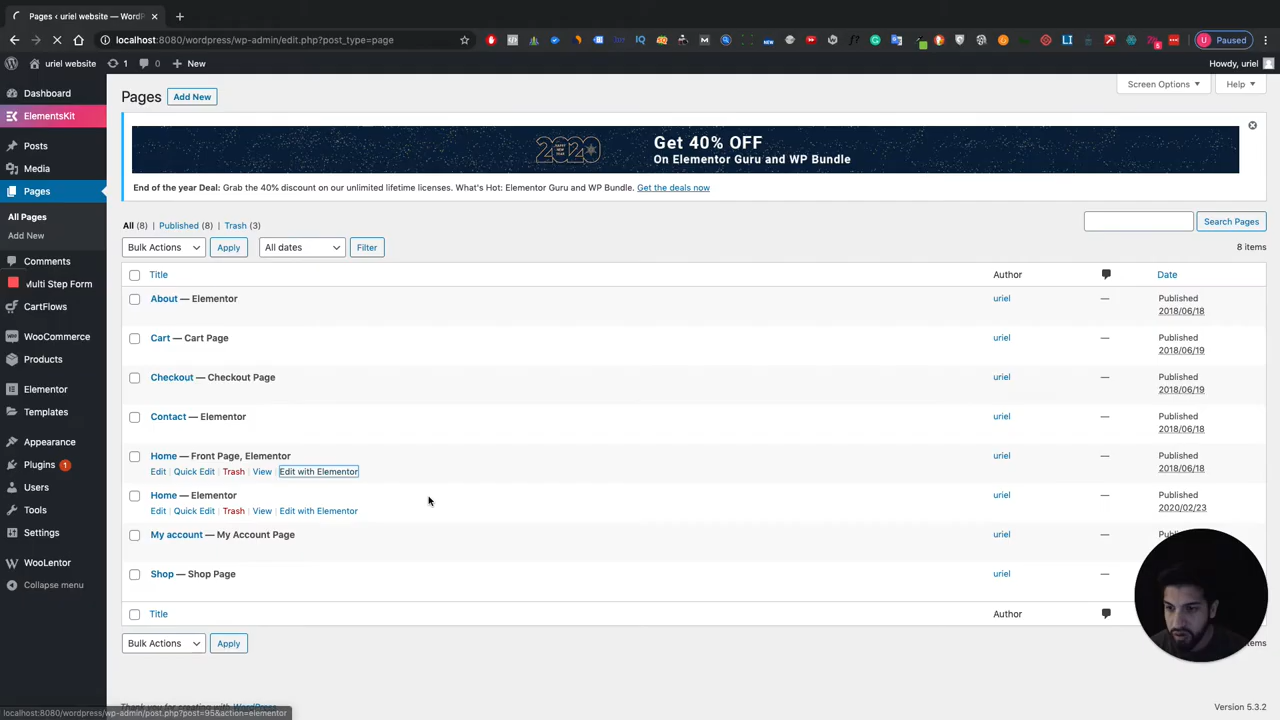 Pages ‹ uriel website — WordP
localhost:8080/wordpress/wp-admin/edit.php?post_type=page
Paused
uriel website
0
New
Howdy, uriel
Dashboard
ElementsKit
Posts
Media
Pages
All Pages
Add New
Comments
Multi Step Form
CartFlows
WooCommerce
Products
Elementor
Templates
Appearance
Plugins 1
Users
Tools
Settings
WooLentor
Collapse menu
Pages Add New
Screen Options
Help
2020
Get 40% OFF
On Elementor Guru and WP Bundle
End of the year Deal: Grab the 40% discount on our unlimited lifetime licenses. What's Hot: Elementor Guru and WP Bundle. Get the deals now
All (8) | Published (8) | Trash (3)
Search Pages
Bulk Actions Apply All dates Filter
8 items
Title Author Date
About — Elementor uriel — Published
2018/06/18
Cart — Cart Page uriel — Published
2018/06/19
Checkout — Checkout Page uriel — Published
2018/06/19
Contact — Elementor uriel — Published
2018/06/18
Home — Front Page, Elementor uriel — Published
Edit | Quick Edit | Trash | View | Edit with Elementor 2018/06/18
Home — Elementor uriel — Published
Edit | Quick Edit | Trash | View | Edit with Elementor 2020/02/23
My account — My Account Page uriel —
Shop — Shop Page uriel —
Title Author
Bulk Actions Apply
Thank you for creating with WordPress.
Version 5.3.2
localhost:8080/wordpress/wp-admin/post.php?post=95&action=elementor